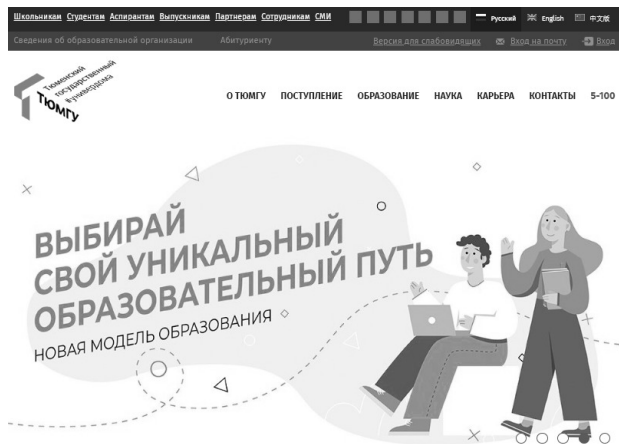 Школьникам Студентам Аспирантам Выпускникам Партнерам Сотрудникам СМИ Русский English 中文版
Сведения об образовательной организации Абитуриенту Версия для слабовидящих Вход на почту Вход
Тюменский
государственный
#универдома
ТюмГУ
О ТЮМГУ ПОСТУПЛЕНИЕ ОБРАЗОВАНИЕ НАУКА КАРЬЕРА КОНТАКТЫ 5-100
ВЫБИРАЙ
СВОЙ УНИКАЛЬНЫЙ
ОБРАЗОВАТЕЛЬНЫЙ ПУТЬ
НОВАЯ МОДЕЛЬ ОБРАЗОВАНИЯ